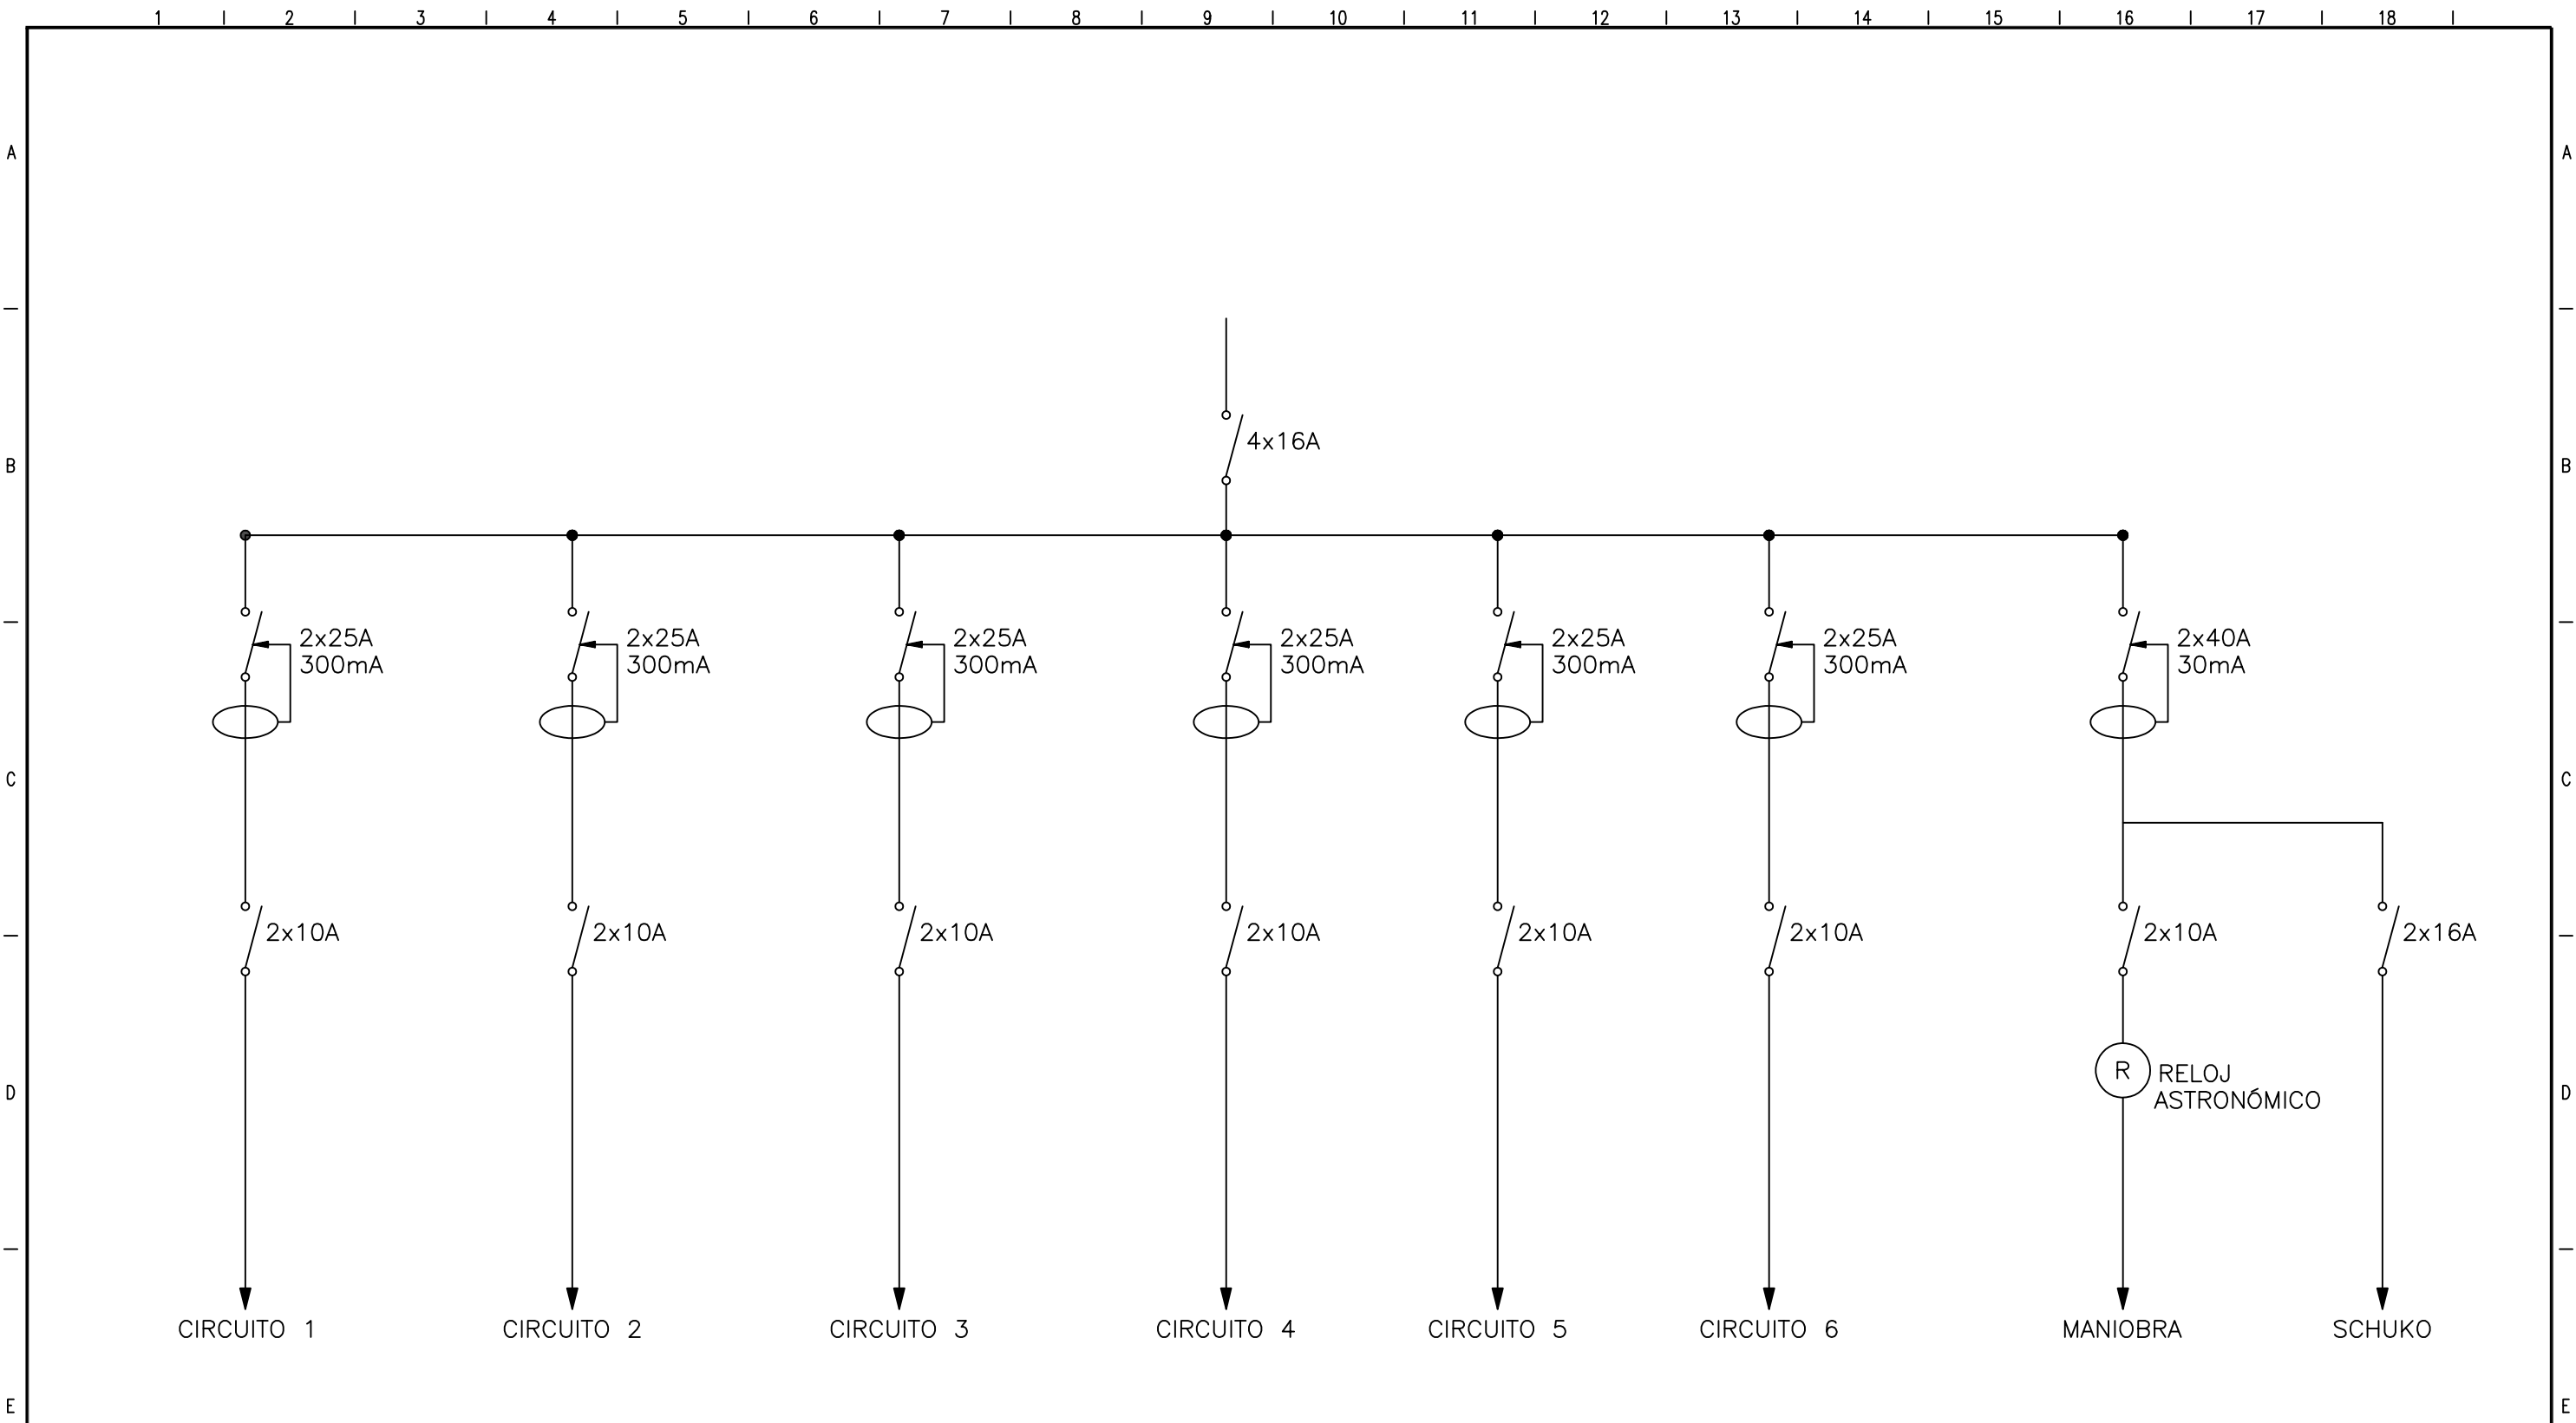 1 2 3 4 5 6 7 8 9 10 11 12 13 14 15 16 17 18
A A
4x16A
B B
2x25A 2x25A 2x25A 2x25A 2x25A 2x25A 2x40A
300mA 300mA 300mA 300mA 300mA 300mA 30mA
C C
2x10A 2x10A 2x10A 2x10A 2x10A 2x10A 2x10A 2x16A
R RELOJ
D ASTRONÓMICO D
CIRCUITO 1 CIRCUITO 2 CIRCUITO 3 CIRCUITO 4 CIRCUITO 5 CIRCUITO 6 MANIOBRA SCHUKO
E E